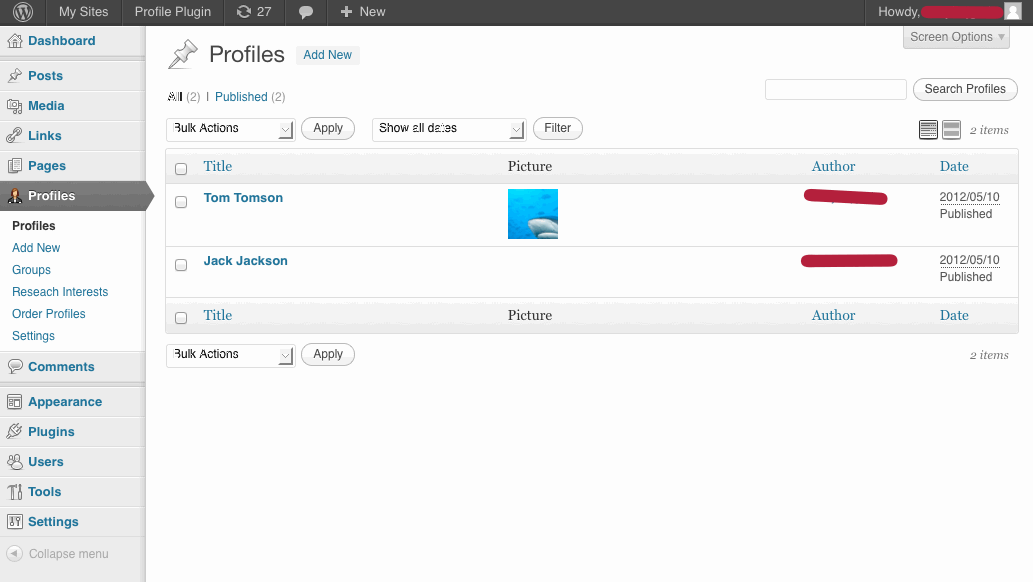 My Sites Profile Plugin 27 New Howdy,
Dashboard
Posts
Media
Links
Pages
Profiles
Profiles
Add New
Groups
Reseach Interests
Order Profiles
Settings
Comments
Appearance
Plugins
Users
Tools
Settings
Collapse menu
Screen Options
Profiles Add New
All (2) | Published (2)
Search Profiles
Bulk Actions Apply Show all dates Filter 2 items
Title Picture Author Date
Tom Tomson 2012/05/10
Published
Jack Jackson 2012/05/10
Published
Title Picture Author Date
Bulk Actions Apply 2 items